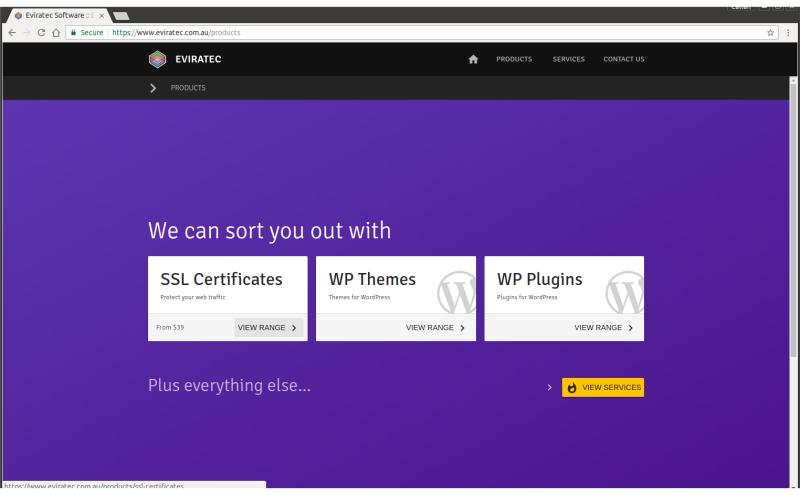 Eviratec Software ::
Secure | https://www.eviratec.com.au/products
EVIRATEC
PRODUCTS
SERVICES
CONTACT US
PRODUCTS
We can sort you out with
SSL Certificates
Protect your web traffic
From $39
VIEW RANGE
WP Themes
Themes for WordPress
VIEW RANGE
WP Plugins
Plugins for WordPress
VIEW RANGE
Plus everything else...
VIEW SERVICES
https://www.eviratec.com.au/products/ssl-certificates